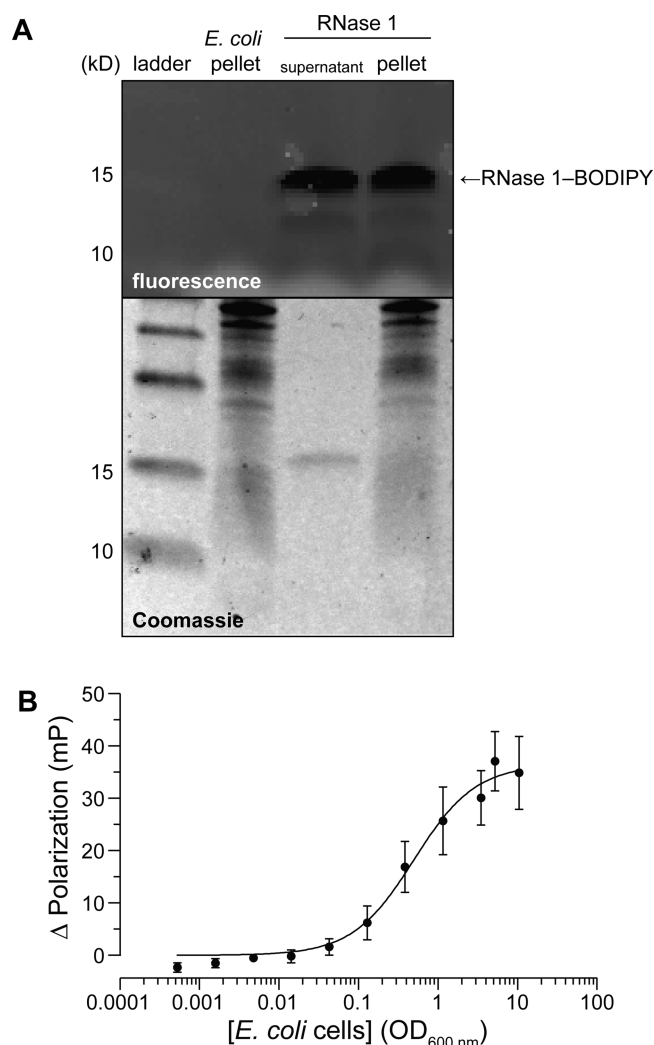 A
RNase 1
E. coli
(kD) ladder pellet supernatant pellet
15
←RNase 1–BODIPY
10
fluorescence
15
10
Coomassie
B
50
40
30
20
10
0
Δ Polarization (mP)
0.0001 0.001 0.01 0.1 1 10 100
[E. coli cells] (OD600 nm)